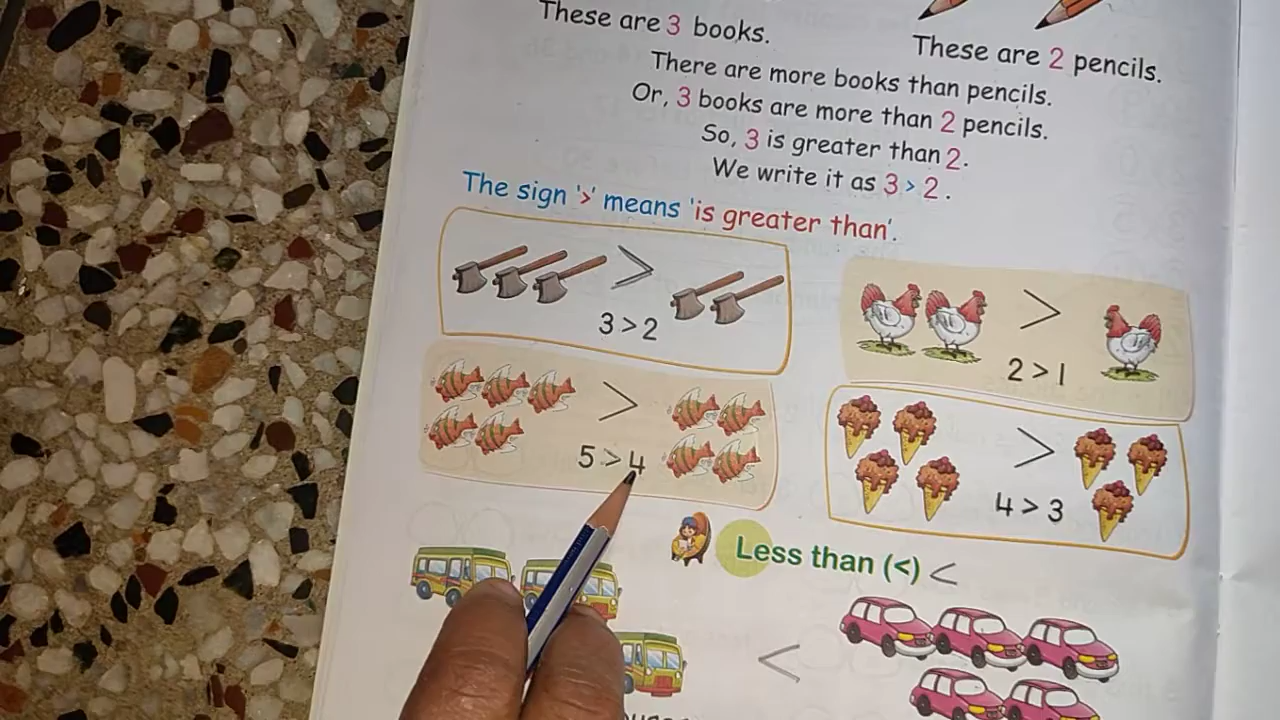 These are 3 books.
These are 2 pencils.
There are more books than pencils.
Or, 3 books are more than 2 pencils.
So, 3 is greater than 2.
We write it as 3 > 2.
The sign '>' means 'is greater than'.
>
3 > 2
>
2 > 1
>
5 > 4
>
4 > 3
Less than (<) <
<